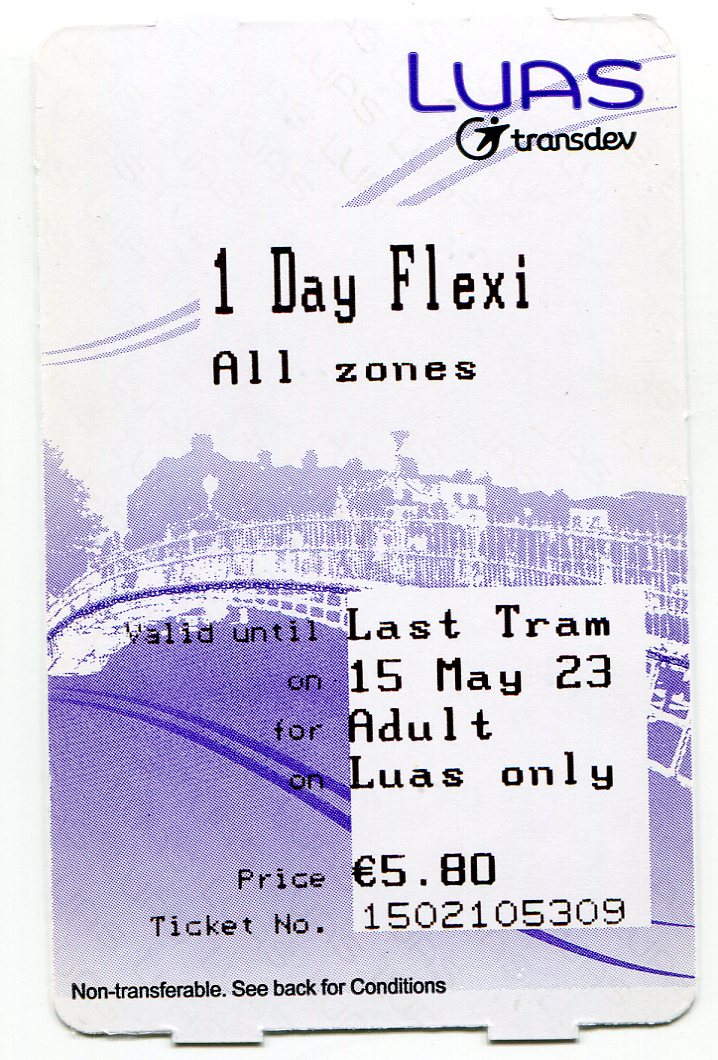 LUAS
transdev
1 Day Flexi
All zones
Valid until Last Tram
on 15 May 23
for Adult
on Luas only
Price €5.80
Ticket No. 1502105309
Non-transferable. See back for Conditions